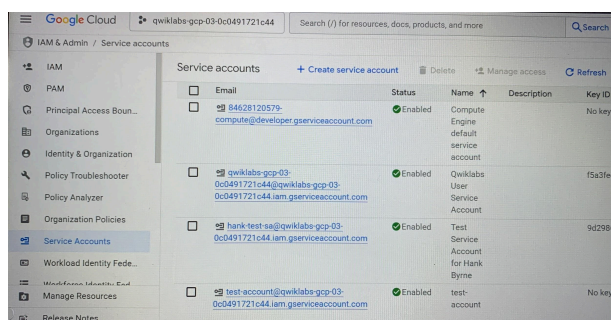 Google Cloud
qwiklabs-gcp-03-0c0491721c44
Search (/) for resources, docs, products, and more
Search
IAM & Admin / Service accounts
IAM
PAM
Principal Access Boun...
Organizations
Identity & Organization
Policy Troubleshooter
Policy Analyzer
Organization Policies
Service Accounts
Workload Identity Fede...
Workforce Identity Fed
Manage Resources
Release Notes
Service accounts
+ Create service account
Delete
Manage access
Refresh
Email Status Name ↑ Description Key ID
84628120579-
compute@developer.gserviceaccount.com
Enabled
Compute
Engine
default
service
account
No key
qwiklabs-gcp-03-
0c0491721c44@qwiklabs-gcp-03-
0c0491721c44.iam.gserviceaccount.com
Enabled
Qwiklabs
User
Service
Account
f5a3fe
hank-test-sa@qwiklabs-gcp-03-
0c0491721c44.iam.gserviceaccount.com
Enabled
Test
Service
Account
for Hank
Byrne
9d298
test-account@qwiklabs-gcp-03-
0c0491721c44.iam.gserviceaccount.com
Enabled
test-
account
No key